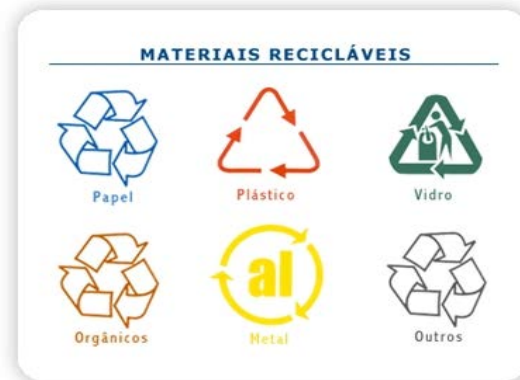 MATERIAIS RECICLÁVEIS
Papel
Plástico
Vidro
al
Orgânicos
Metal
Outros